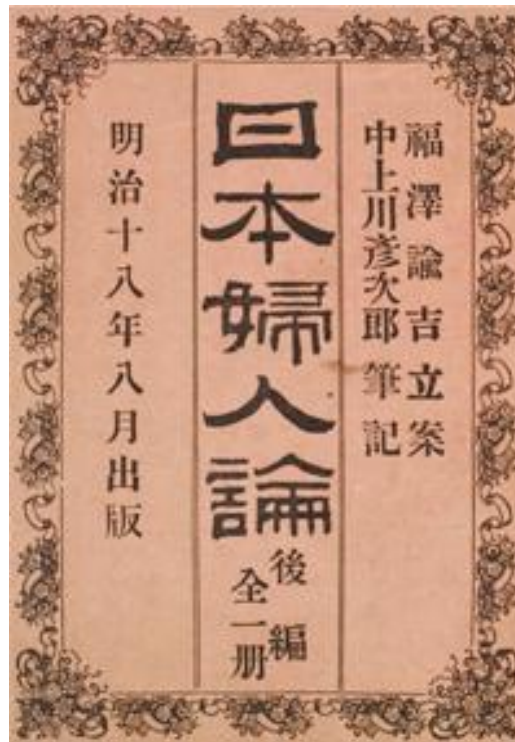 福澤諭吉立案
中上川彦次郎筆記
日本婦人論
後編
全一册
明治十八年八月出版